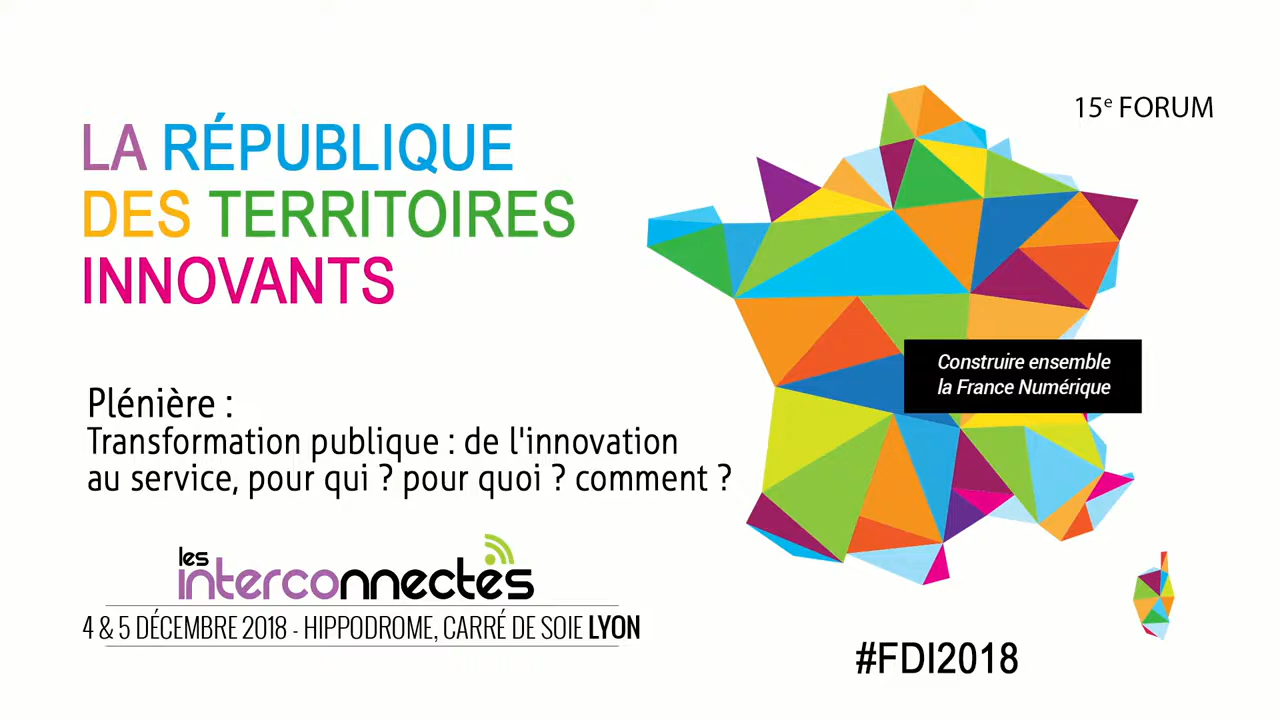 LA RÉPUBLIQUE
DES TERRITOIRES
INNOVANTS
15e FORUM
Construire ensemble
la France Numérique
Plénière :
Transformation publique : de l'innovation
au service, pour qui ? pour quoi ? comment ?
les
interconnectés
4 & 5 DÉCEMBRE 2018 - HIPPODROME, CARRÉ DE SOIE LYON
#FDI2018